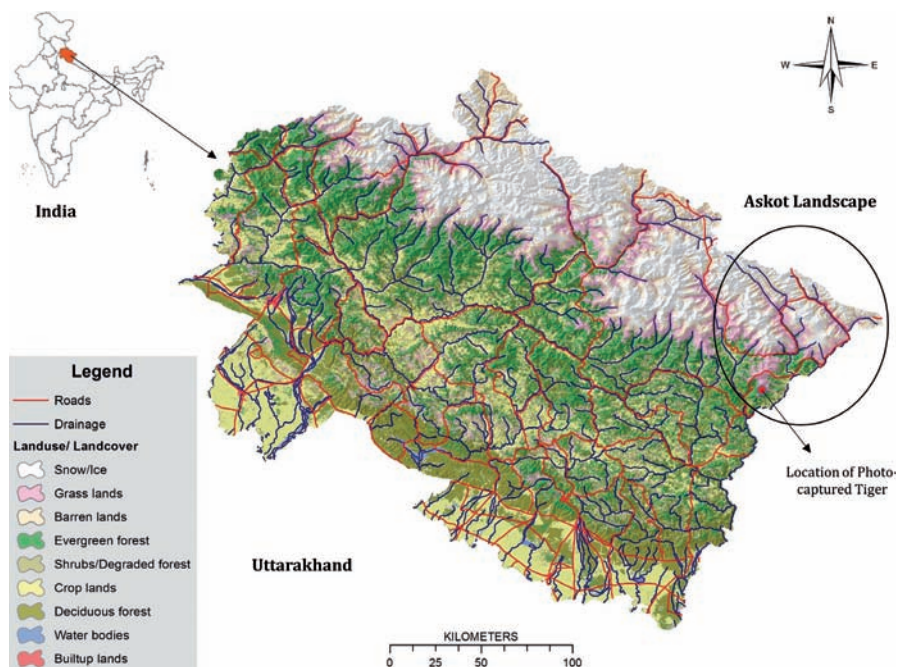 N
W E
S
India
Askot Landscape
Location of Photo-
captured Tiger
Uttarakhand
Legend
Roads
Drainage
Landuse/ Landcover
Snow/Ice
Grass lands
Barren lands
Evergreen forest
Shrubs/Degraded forest
Crop lands
Deciduous forest
Water bodies
Builtup lands
KILOMETERS
0 25 50 100